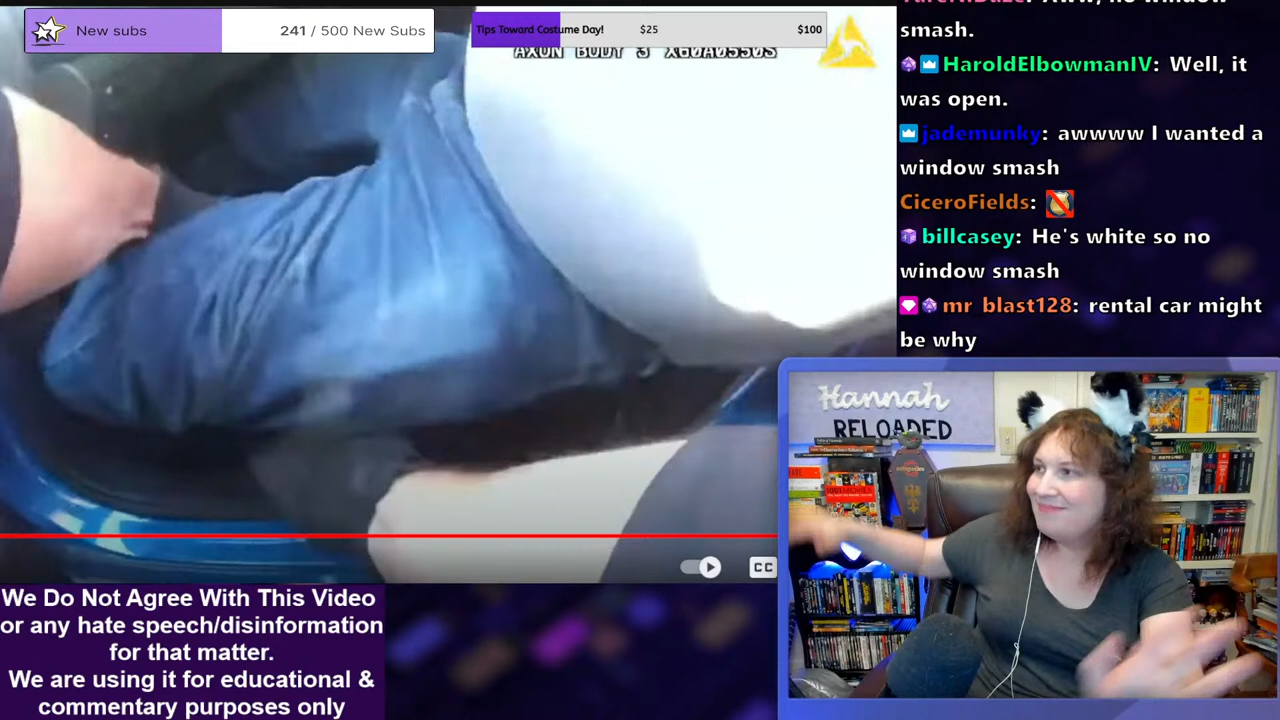 New subs
241 / 500 New Subs
Tips Toward Costume Day!
$25
$100
AXON BODY 3 X60A0550S
smash.
HaroldElbowmanIV: Well, it
was open.
jademunky: awwww I wanted a
window smash
CiceroFields:
billcasey: He's white so no
window smash
mr_blast128: rental car might
be why
CC
Hannah
RELOADED
We Do Not Agree With This Video
or any hate speech/disinformation
for that matter.
We are using it for educational &
commentary purposes only